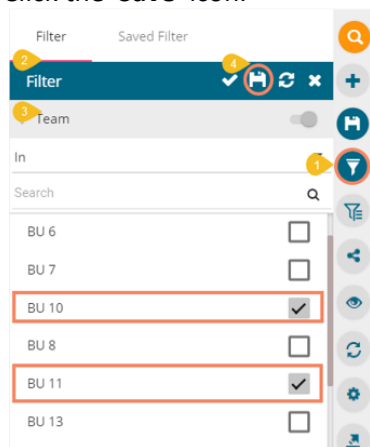 Click the 'Save' icon.
Filter Saved Filter
2 4
Filter
3 Team
In 1
Search
BU 6
BU 7
BU 10
BU 8
BU 11
BU 13